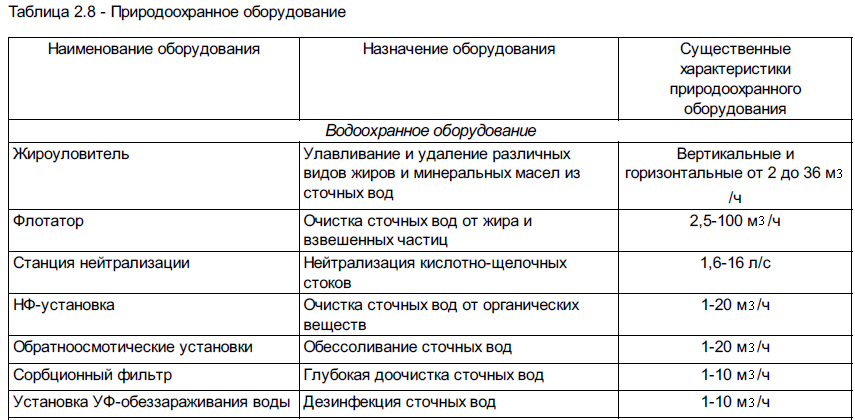 Таблица 2.8 - Природоохранное оборудование
Наименование оборудования
Назначение оборудования
Существенные
характеристики
природоохранного
оборудования
Водоохранное оборудование
Жироуловитель
Улавливание и удаление различных
видов жиров и минеральных масел из
сточных вод
Вертикальные и
горизонтальные от 2 до 36 м3
/ч
Флотатор
Очистка сточных вод от жира и
взвешенных частиц
2,5-100 м3 /ч
Станция нейтрализации
Нейтрализация кислотно-щелочных
стоков
1,6-16 л/с
НФ-установка
Очистка сточных вод от органических
веществ
1-20 м3 /ч
Обратноосмотические установки
Обессоливание сточных вод
1-20 м3 /ч
Сорбционный фильтр
Глубокая доочистка сточных вод
1-10 м3 /ч
Установка УФ-обеззараживания воды
Дезинфекция сточных вод
1-10 м3 /ч